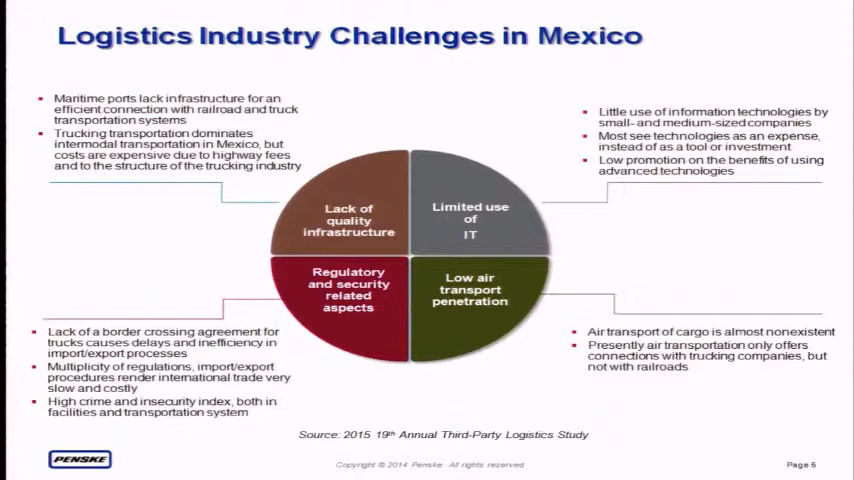 Logistics Industry Challenges in Mexico
Maritime ports lack infrastructure for an
efficient connection with railroad and truck
transportation systems
Trucking transportation dominates
intermodal transportation in Mexico, but
costs are expensive due to highway fees
and to the structure of the trucking industry
Little use of information technologies by
small- and medium-sized companies
Most see technologies as an expense,
instead of as a tool or investment
Low promotion on the benefits of using
advanced technologies
Lack of
quality
infrastructure
Limited use
of
IT
Regulatory
and security
related
aspects
Low air
transport
penetration
Lack of a border crossing agreement for
trucks causes delays and inefficiency in
import/export processes
Multiplicity of regulations, import/export
procedures render international trade very
slow and costly
High crime and insecurity index, both in
facilities and transportation system
Air transport of cargo is almost nonexistent
Presently air transportation only offers
connections with trucking companies, but
not with railroads
Source: 2015 19th Annual Third-Party Logistics Study
PENSKE
Copyright © 2014 Penske. All rights reserved
Page 5